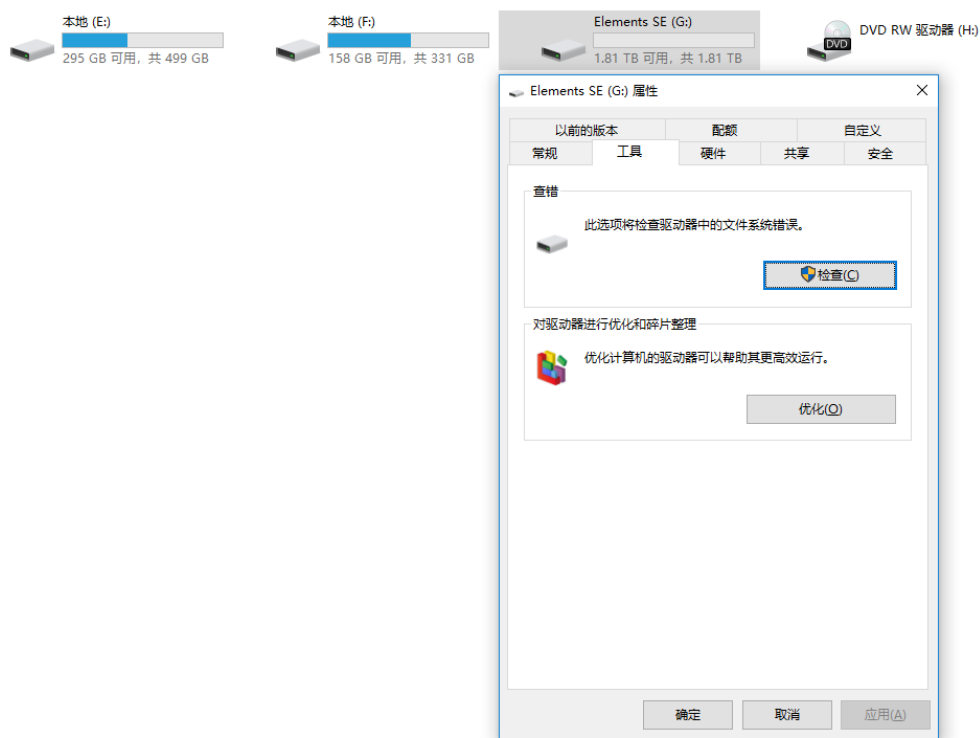 本地 (E:)
295 GB 可用，共 499 GB
本地 (F:)
158 GB 可用，共 331 GB
Elements SE (G:)
1.81 TB 可用，共 1.81 TB
DVD RW 驱动器 (H:)
DVD
Elements SE (G:) 属性
以前的版本 配额 自定义
常规 工具 硬件 共享 安全
查错
此选项将检查驱动器中的文件系统错误。
检查(C)
对驱动器进行优化和碎片整理
优化计算机的驱动器可以帮助其更高效运行。
优化(O)
确定 取消 应用(A)